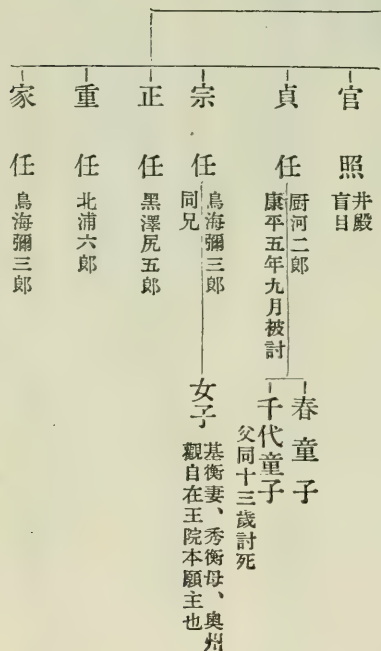 官照
井殿
盲目
貞任
厨河二郎
康平五年九月被討
春童子
千代童子
父同十三歲討死
宗任
鳥海彌三郎
同兄
女子
基衡妻、秀衡母、奧州
觀自在王院本願主也
正任
黑澤尻五郎
重任
北浦六郎
家任
鳥海彌三郎